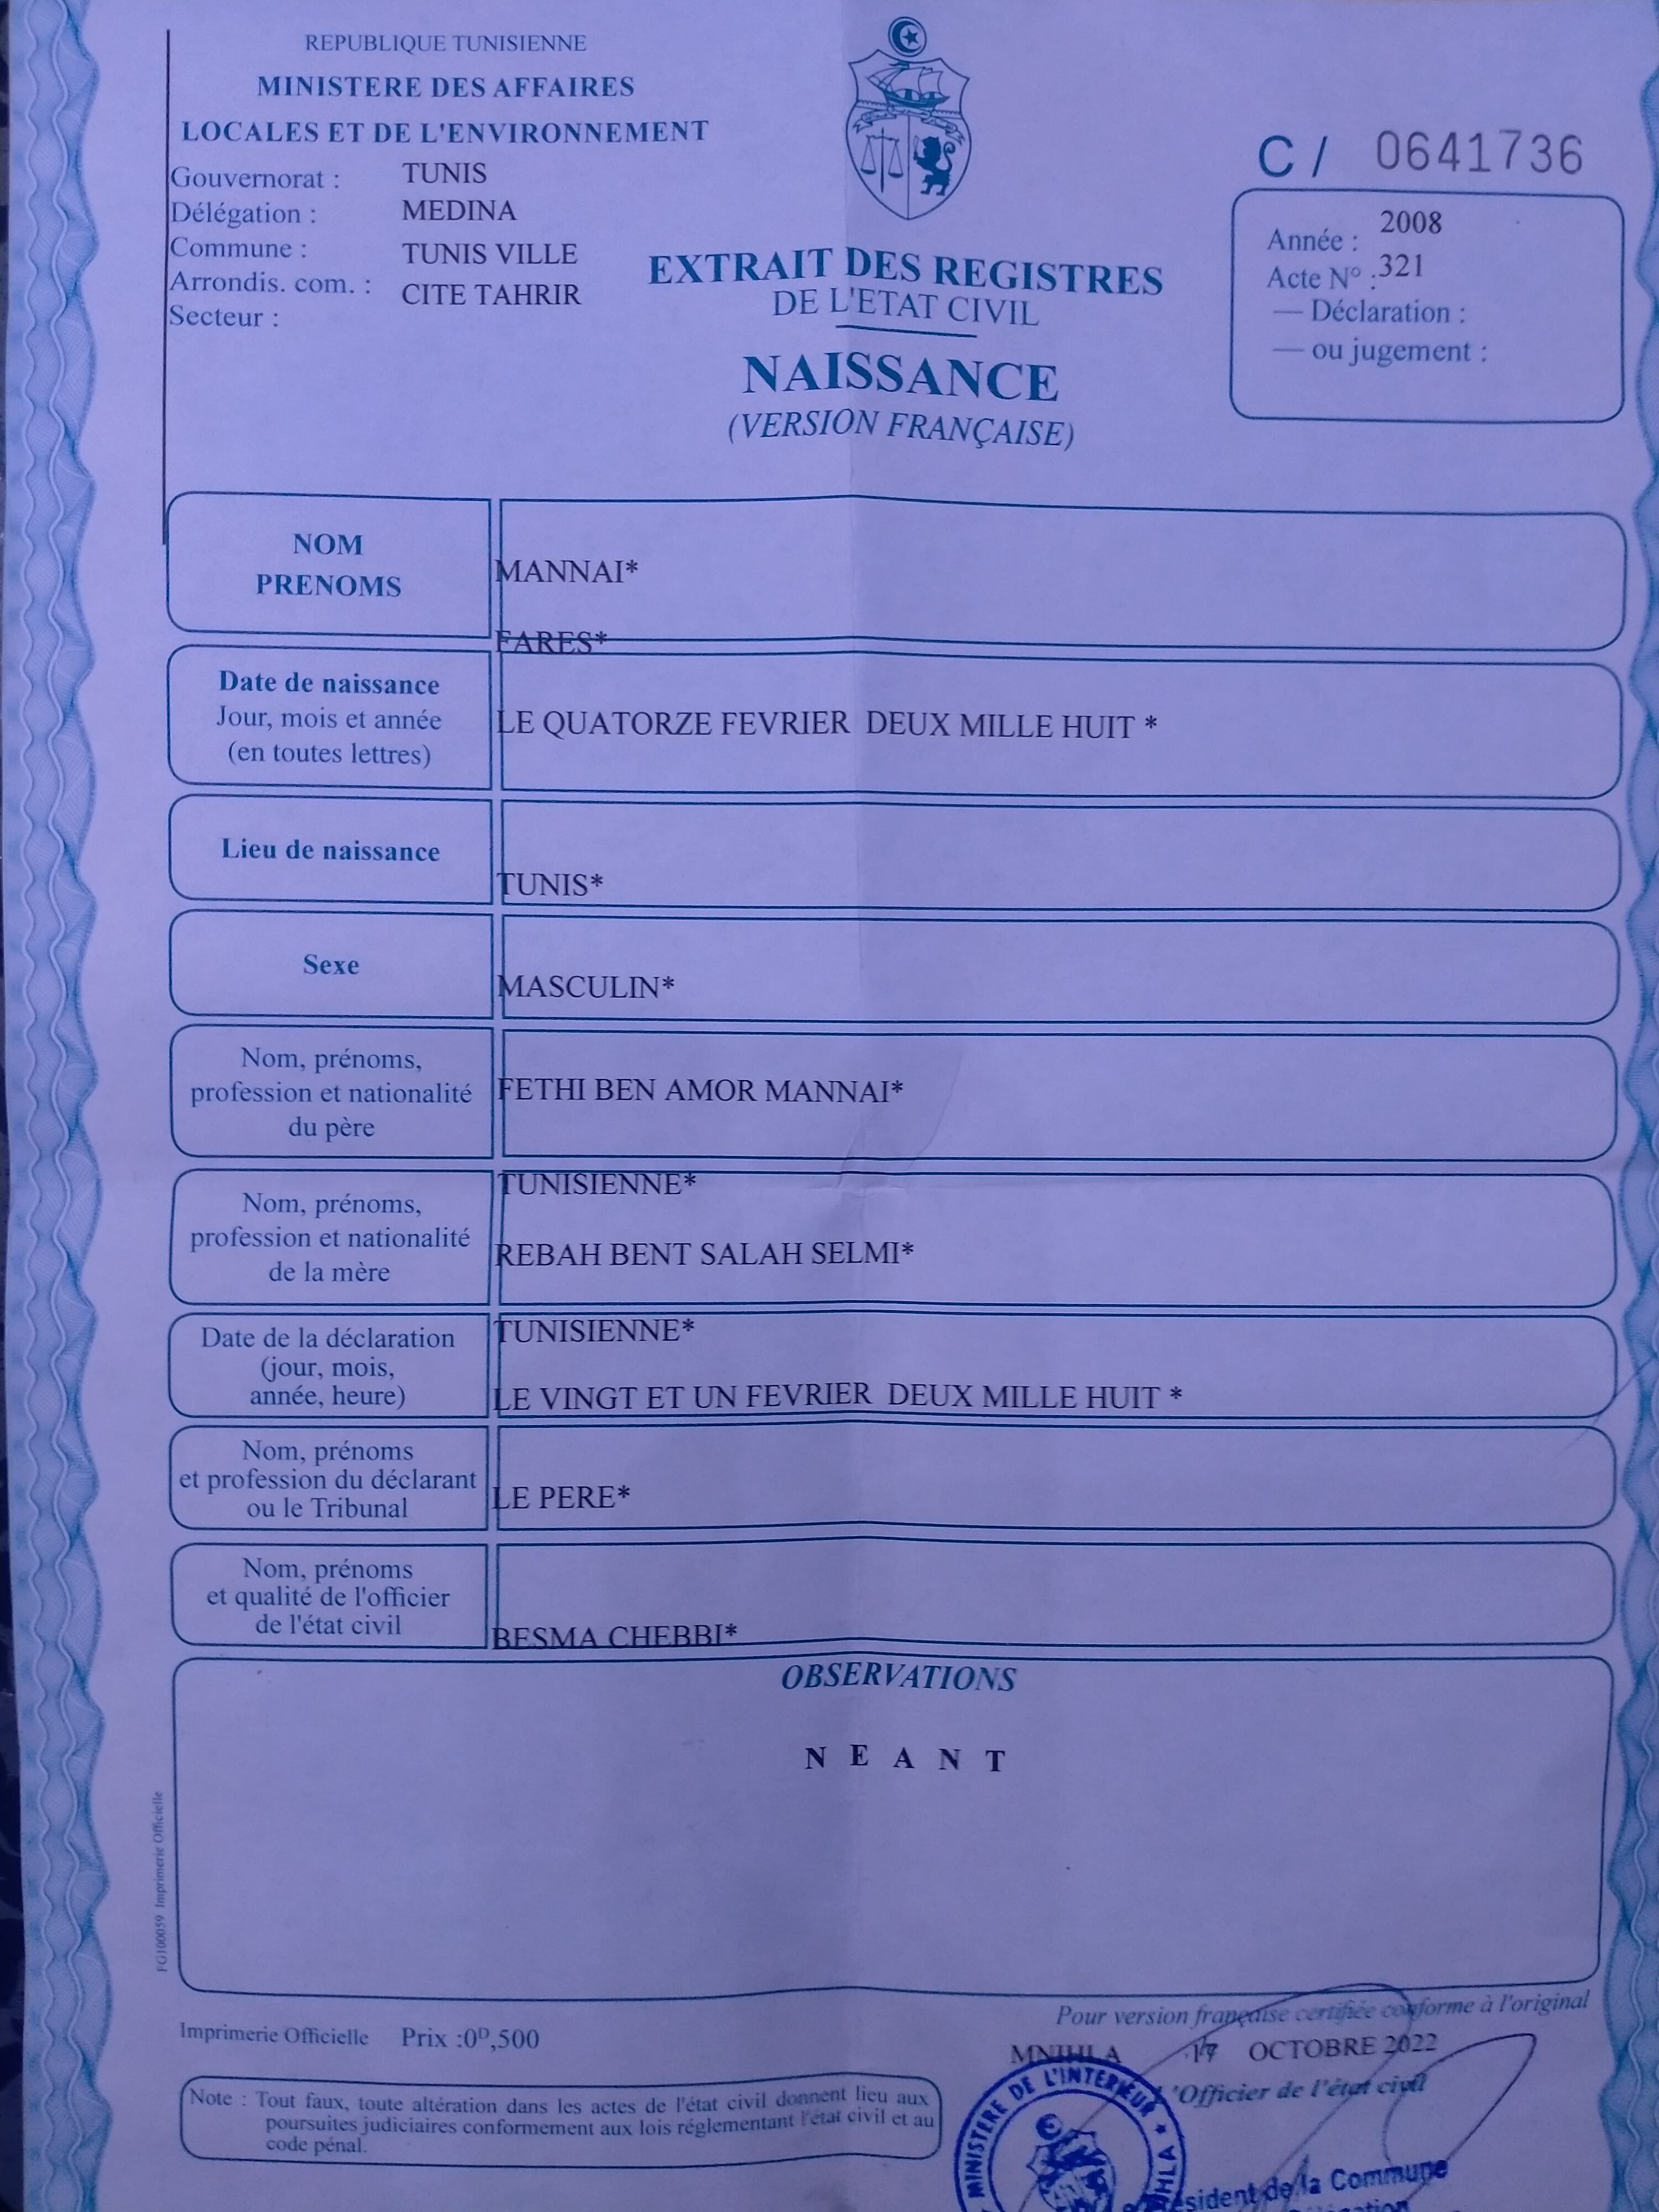 REPUBLIQUE TUNISIENNE
MINISTERE DES AFFAIRES
LOCALES ET DE L'ENVIRONNEMENT
Gouvernorat : TUNIS
Délégation : MEDINA
Commune : TUNIS VILLE
Arrondis. com. : CITE TAHRIR
Secteur :
EXTRAIT DES REGISTRES
DE L'ETAT CIVIL
NAISSANCE
(VERSION FRANÇAISE)
C / 0641736
Année : 2008
Acte N° : 321
— Déclaration :
— ou jugement :
NOM
PRENOMS
MANNAI*
FARES*
Date de naissance
Jour, mois et année
(en toutes lettres)
LE QUATORZE FEVRIER DEUX MILLE HUIT *
Lieu de naissance
TUNIS*
Sexe
MASCULIN*
Nom, prénoms,
profession et nationalité
du père
FETHI BEN AMOR MANNAI*
TUNISIENNE*
Nom, prénoms,
profession et nationalité
de la mère
REBAH BENT SALAH SELMI*
TUNISIENNE*
Date de la déclaration
(jour, mois,
année, heure)
LE VINGT ET UN FEVRIER DEUX MILLE HUIT *
Nom, prénoms
et profession du déclarant
ou le Tribunal
LE PERE*
Nom, prénoms
et qualité de l'officier
de l'état civil
BESMA CHEBBI*
OBSERVATIONS
N E A N T
FG100059 Imprimerie Officielle
Imprimerie Officielle Prix :0ᴰ,500
Note : Tout faux, toute altération dans les actes de l'état civil donnent lieu aux
poursuites judiciaires conformement aux lois réglementant l'état civil et au
code pénal.
Pour version française certifiée conforme à l'original
MNIHLA 17 OCTOBRE 2022
L'Officier de l'état civil
MINISTERE DE L'INTERIEUR *
de la Commune